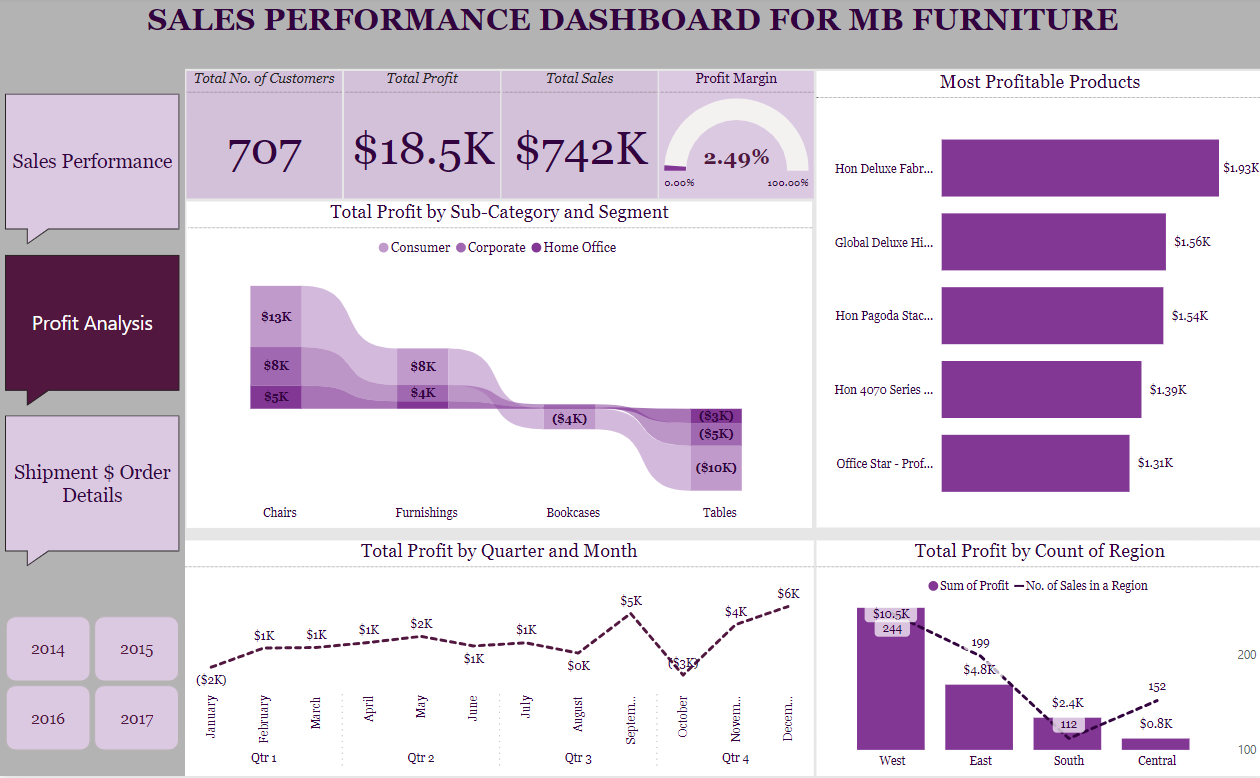 SALES PERFORMANCE DASHBOARD FOR MB FURNITURE
Sales Performance
Profit Analysis
Shipment $ Order
Details
2014
2015
2016
2017
Total No. of Customers
707
Total Profit
$18.5K
Total Sales
$742K
Profit Margin
2.49%
0.00%
100.00%
Most Profitable Products
Hon Deluxe Fabr...
$1.93K
Global Deluxe Hi...
$1.56K
Hon Pagoda Stac...
$1.54K
Hon 4070 Series ...
$1.39K
Office Star - Prof...
$1.31K
Total Profit by Sub-Category and Segment
Consumer
Corporate
Home Office
$13K
$8K
$5K
$8K
$4K
($4K)
($3K)
($5K)
($10K)
Chairs
Furnishings
Bookcases
Tables
Total Profit by Quarter and Month
($2K)
$1K
$1K
$1K
$2K
$1K
$1K
$0K
$5K
($3K)
$4K
$6K
January
February
March
April
May
June
July
August
Septem...
October
Novem...
Decem...
Qtr 1
Qtr 2
Qtr 3
Qtr 4
Total Profit by Count of Region
Sum of Profit
No. of Sales in a Region
$10.5K
244
199
$4.8K
$2.4K
112
152
$0.8K
200
100
West
East
South
Central